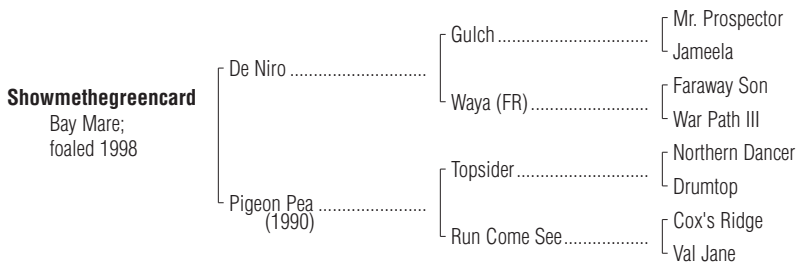 Mr. Prospector
Gulch
Jameela
De Niro
Faraway Son
Waya (FR)
War Path III
Showmethegreencard
Bay Mare;
foaled 1998
Northern Dancer
Topsider
Drumtop
Pigeon Pea
(1990)
Cox's Ridge
Run Come See
Val Jane